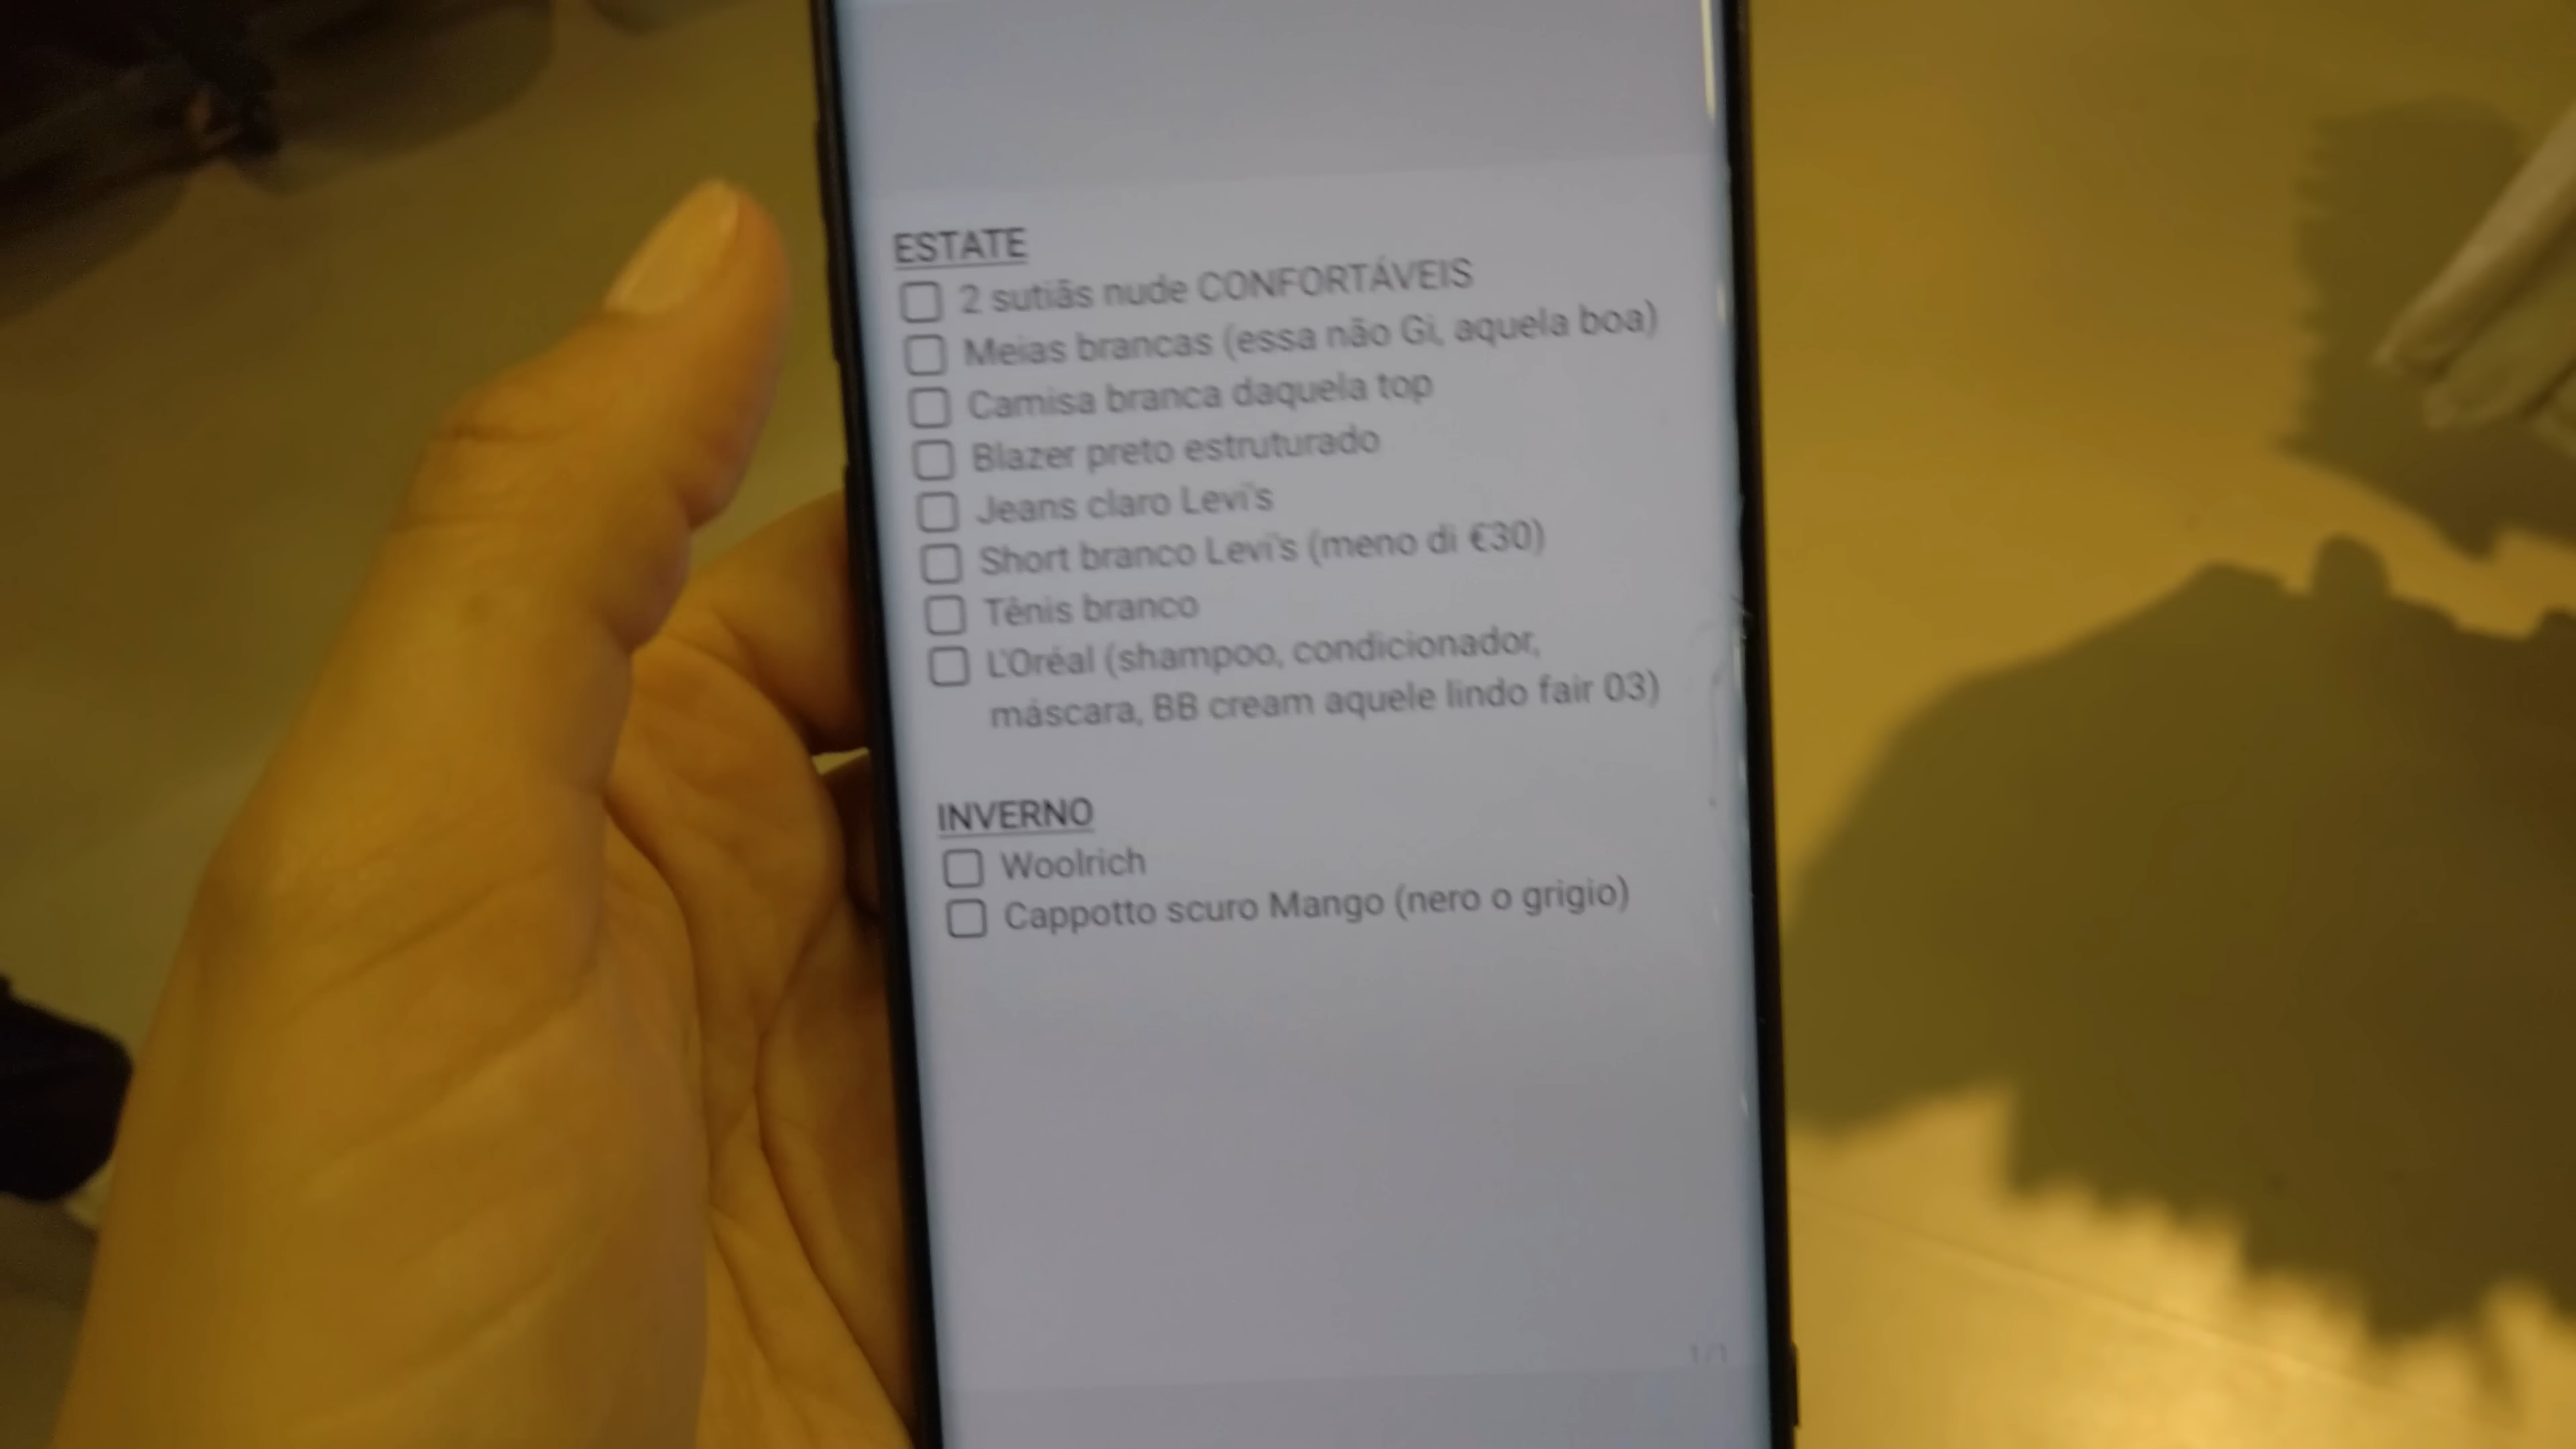 ESTATE
2 sutiãs nude CONFORTÁVEIS
Meias brancas (essa não Gi, aquela boa)
Camisa branca daquela top
Blazer preto estruturado
Jeans claro Levi's
Short branco Levi's (meno di €30)
Tênis branco
L'Oréal (shampoo, condicionador,
máscara, BB cream aquele lindo fair 03)
INVERNO
Woolrich
Cappotto scuro Mango (nero o grigio)
1/1